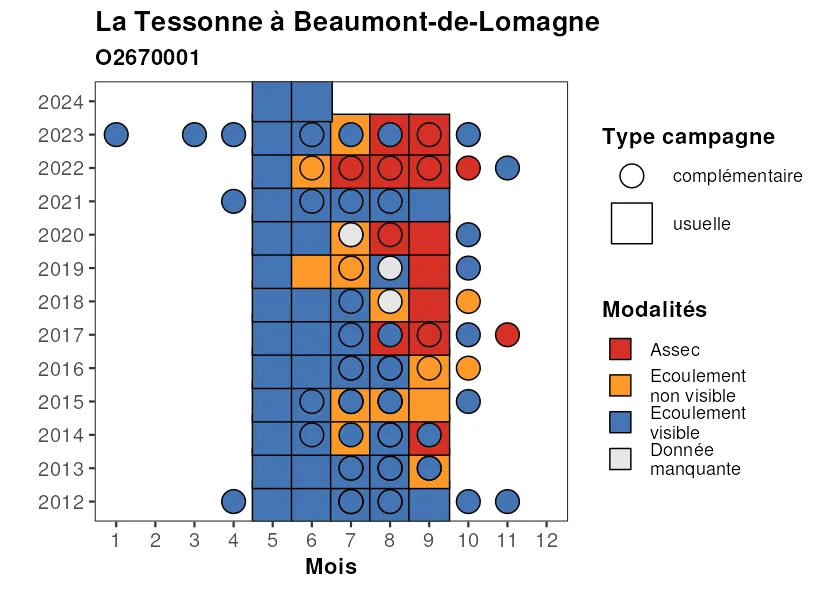 La Tessonne à Beaumont-de-Lomagne
O2670001
2024
2023
2022
2021
2020
2019
2018
2017
2016
2015
2014
2013
2012
1 2 3 4 5 6 7 8 9 10 11 12
Mois
Type campagne
complémentaire
usuelle
Modalités
Assec
Ecoulement
non visible
Ecoulement
visible
Donnée
manquante